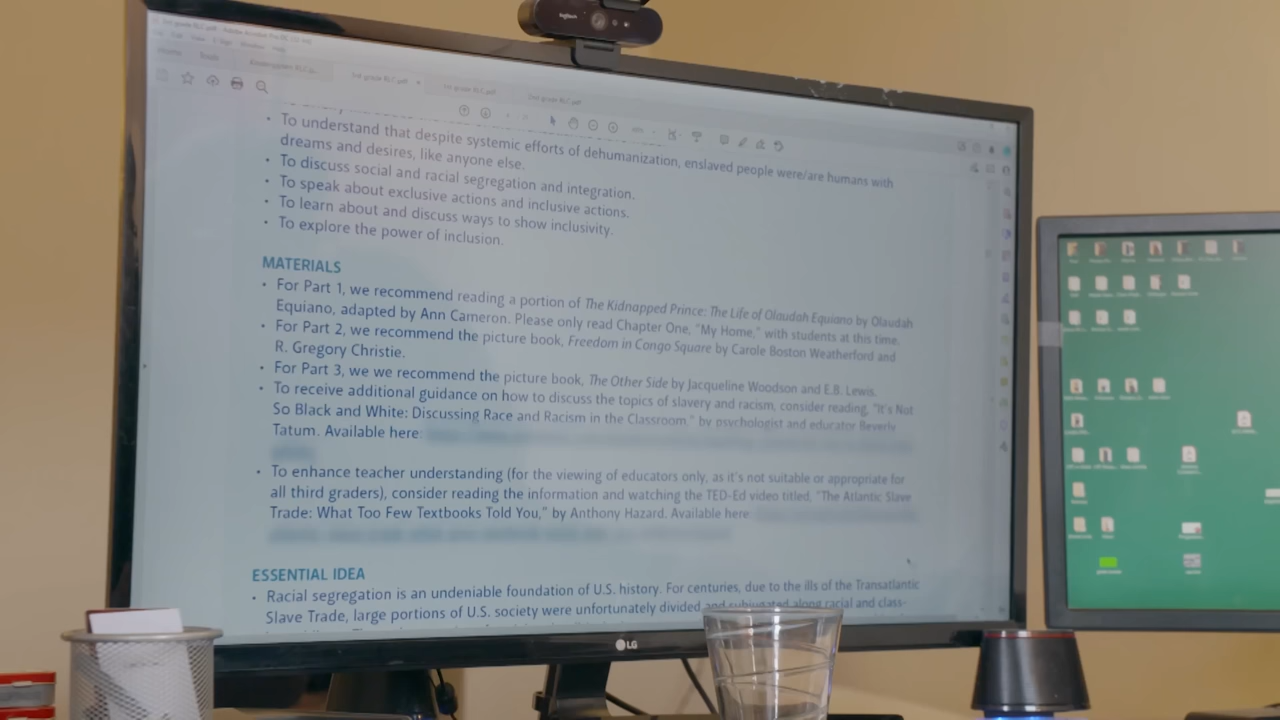 logitech
3rd grade RLC.pdf
To understand that despite systemic efforts of dehumanization, enslaved people were/are humans with
dreams and desires, like anyone else.
• To discuss social and racial segregation and integration.
• To speak about exclusive actions and inclusive actions.
• To learn about and discuss ways to show inclusivity.
• To explore the power of inclusion.
MATERIALS
• For Part 1, we recommend reading a portion of The Kidnapped Prince: The Life of Olaudah Equiano by Olaudah
Equiano, adapted by Ann Cameron. Please only read Chapter One, "My Home," with students at this time.
• For Part 2, we recommend the picture book, Freedom in Congo Square by Carole Boston Weatherford and
R. Gregory Christie.
• For Part 3, we we recommend the picture book, The Other Side by Jacqueline Woodson and E.B. Lewis.
• To receive additional guidance on how to discuss the topics of slavery and racism, consider reading, "It's Not
So Black and White: Discussing Race and Racism in the Classroom," by psychologist and educator Beverly
Tatum. Available here:
• To enhance teacher understanding (for the viewing of educators only, as it's not suitable or appropriate for
all third graders), consider reading the information and watching the TED-Ed video titled, "The Atlantic Slave
Trade: What Too Few Textbooks Told You," by Anthony Hazard. Available here:
ESSENTIAL IDEA
• Racial segregation is an undeniable foundation of U.S. history. For centuries, due to the ills of the Transatlantic
Slave Trade, large portions of U.S. society were unfortunately divided and subjugated along racial and class-
LG